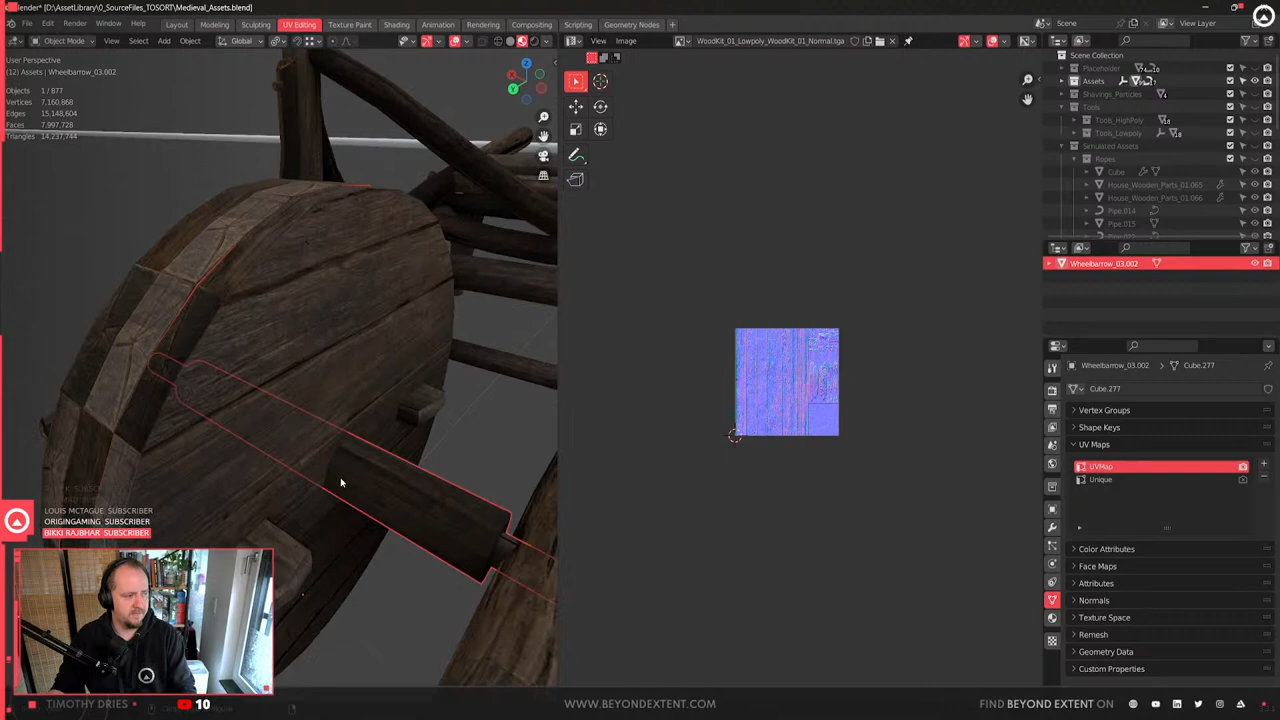 Blender* [D:\AssetLibrary\0_SourceFiles_TOSORT\Medieval_Assets.blend]
File Edit Render Window Help
Layout Modeling Sculpting UV Editing Texture Paint Shading Animation Rendering Compositing Scripting Geometry Nodes +
Scene
View Layer
Object Mode View Select Add Object
Global
View Image
WoodKit_01_Lowpoly_WoodKit_01_Normal.tga
User Perspective
(12) Assets | Wheelbarrow_03.002
Objects 1 / 877
Vertices 7,160,868
Edges 15,148,604
Faces 7,997,728
Triangles 14,237,744
Z
Y
Scene Collection
Placeholder
Assets
Shavings_Particles
Tools
Tools_HighPoly
Tools_Lowpoly
Simulated Assets
Ropes
Cube
House_Wooden_Parts_01.065
House_Wooden_Parts_01.066
Pipe.014
Pipe.015
Wheelbarrow_03.002
Wheelbarrow_03.002 > Cube.277
Cube.277
Vertex Groups
Shape Keys
UV Maps
UVMap
Unique
Color Attributes
Face Maps
Attributes
Normals
Texture Space
Remesh
Geometry Data
Custom Properties
LOUIS MCTAGUE SUBSCRIBER
ORIGINGAMING SUBSCRIBER
BIKKI RAJBHAR SUBSCRIBER
TIMOTHY DRIES
10
WWW.BEYONDEXTENT.COM
FIND BEYOND EXTENT ON